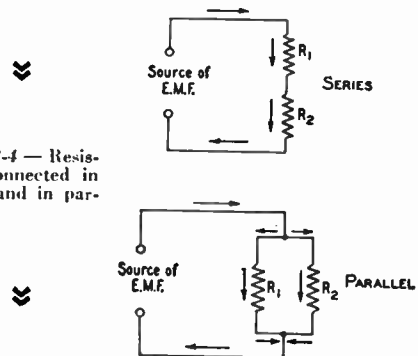 R₁
Source of
E.M.F.
SERIES
R₂
-4 — Resis-
onnected in
and in par-
Source of
E.M.F.
R₁
R₂
PARALLEL